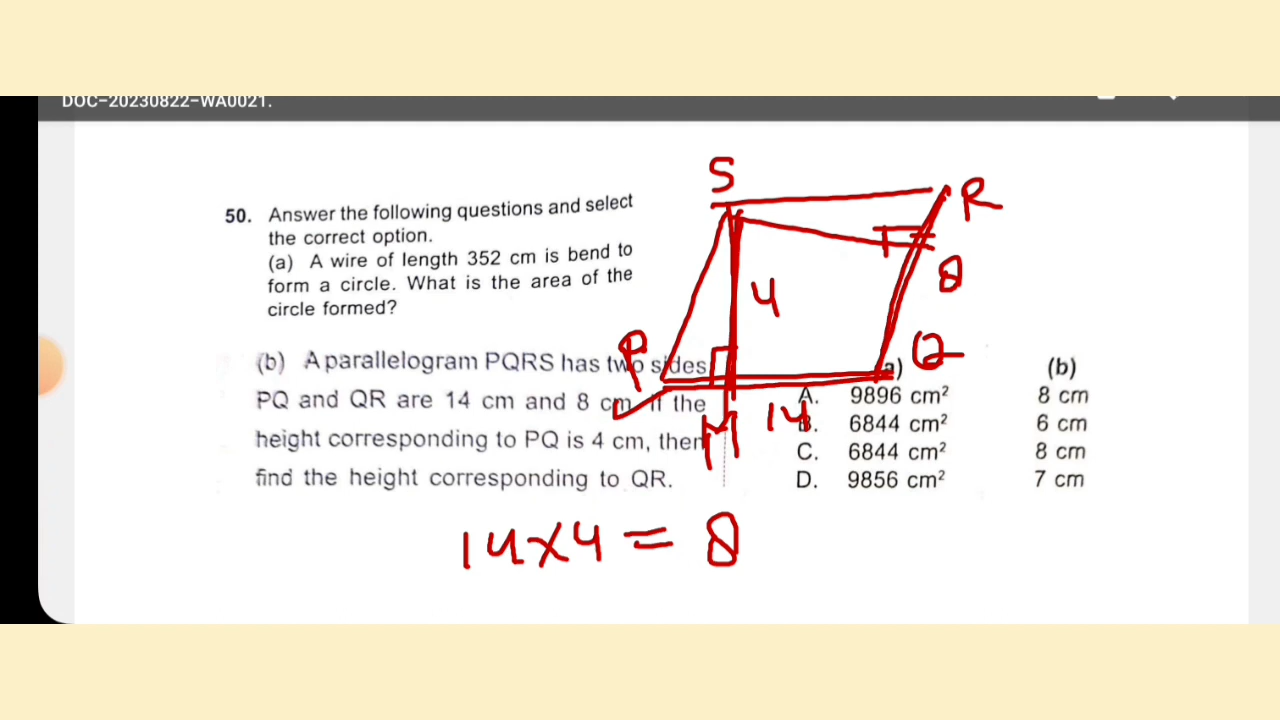 DOC-20230822-WA0021.
50. Answer the following questions and select
the correct option.
(a) A wire of length 352 cm is bend to
form a circle. What is the area of the
circle formed?
(b) A parallelogram PQRS has two sides
PQ and QR are 14 cm and 8 cm. If the
height corresponding to PQ is 4 cm, then
find the height corresponding to QR.
(a) (b)
A. 9896 cm² 8 cm
B. 6844 cm² 6 cm
C. 6844 cm² 8 cm
D. 9856 cm² 7 cm
S
R
4
8
P
Q
M
14
14×4 = 8